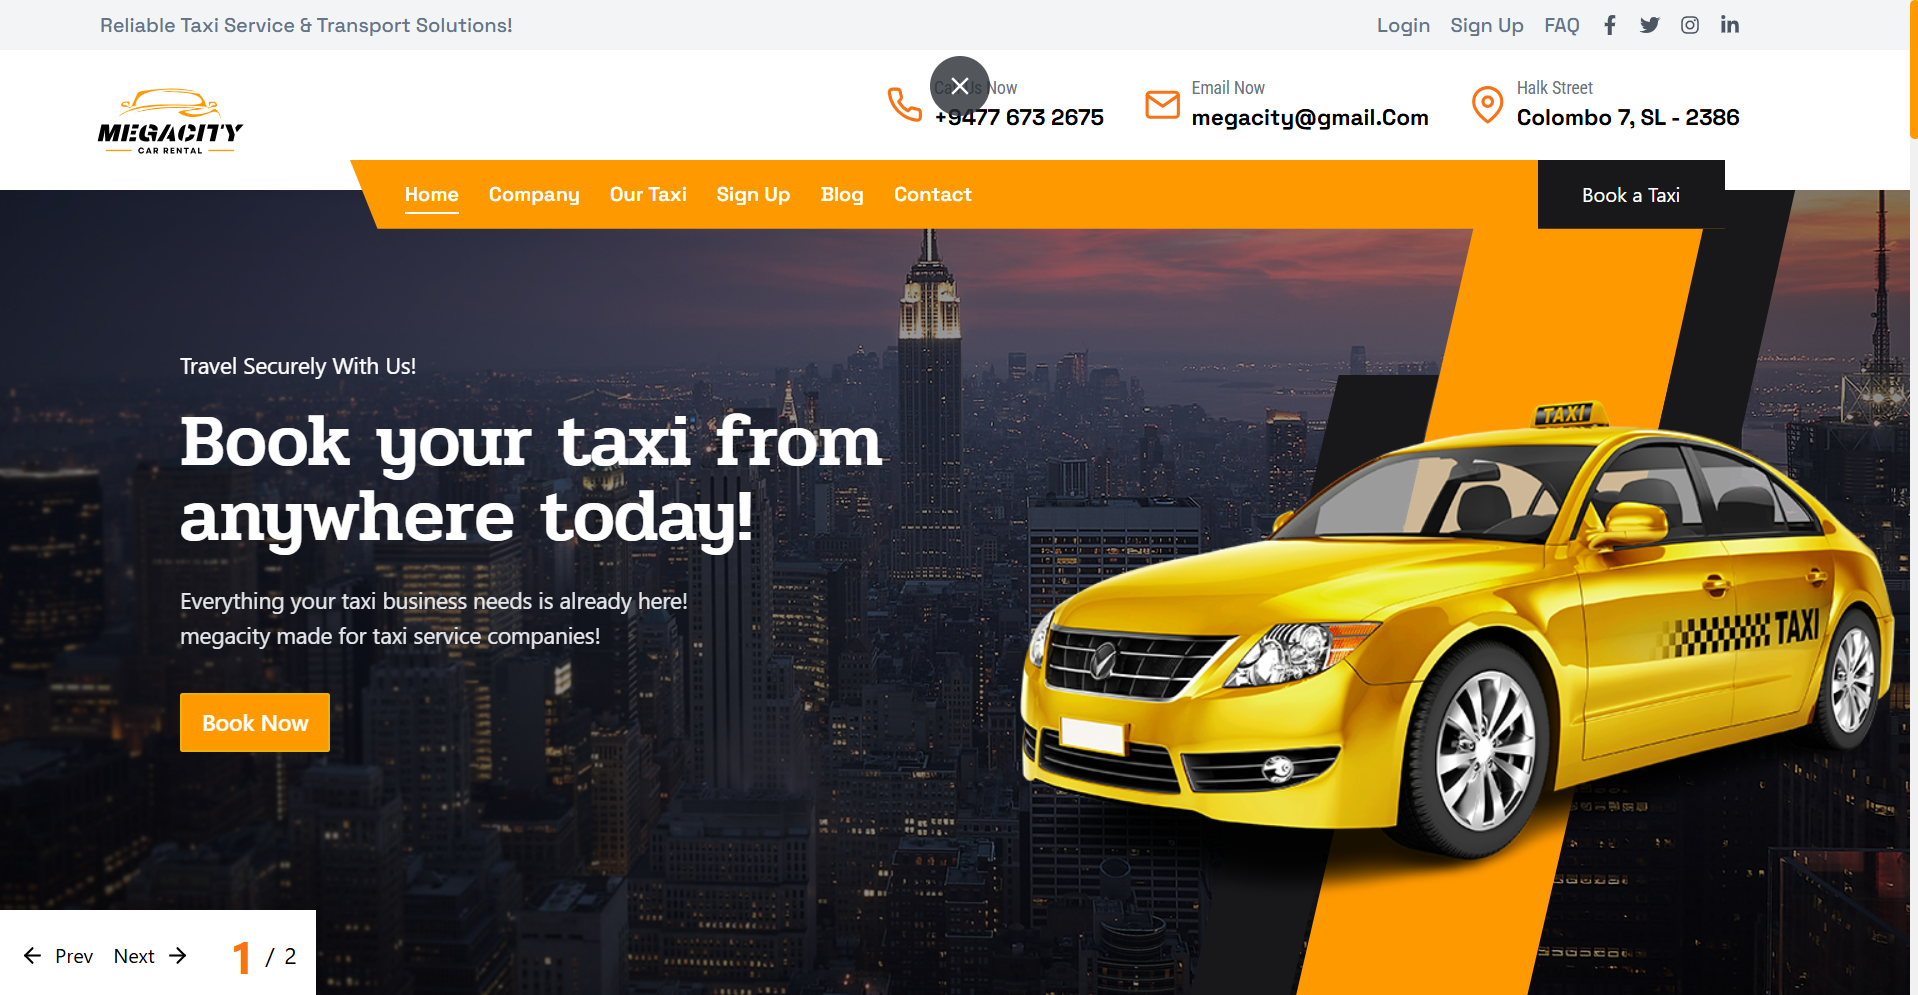 Reliable Taxi Service & Transport Solutions!
Login Sign Up FAQ
MEGACITY
CAR RENTAL
Call Us Now
+9477 673 2675
Email Now
megacity@gmail.Com
Halk Street
Colombo 7, SL - 2386
Home Company Our Taxi Sign Up Blog Contact
Book a Taxi
Travel Securely With Us!
Book your taxi from
anywhere today!
Everything your taxi business needs is already here!
megacity made for taxi service companies!
Book Now
TAXI
TAXI
Prev Next 1 / 2